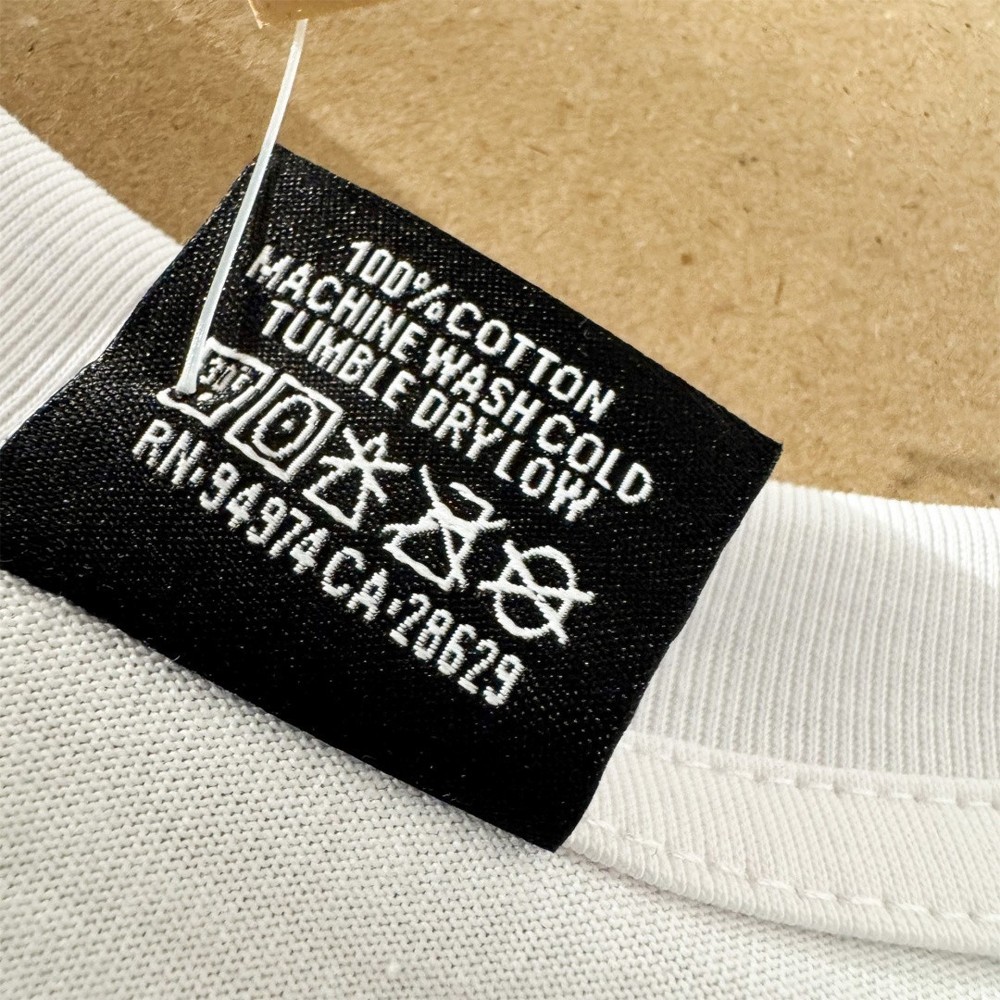 100% COTTON
MACHINE WASH COLD
TUMBLE DRY LOW
RN: 94974 CA: 28629